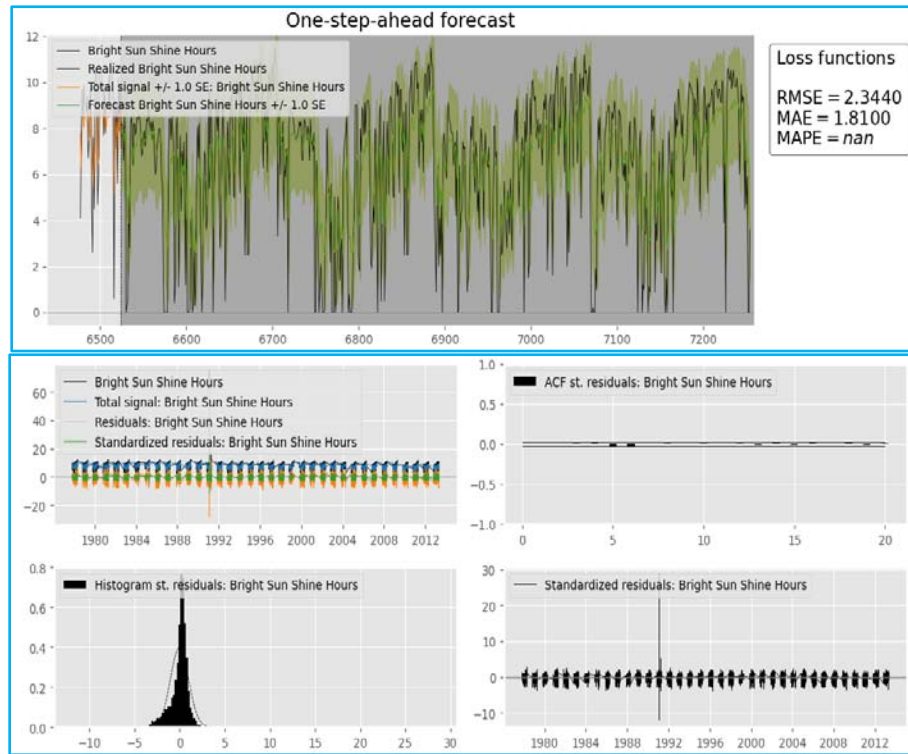 One-step-ahead forecast
12
10
8
6
4
2
0
Bright Sun Shine Hours
Realized Bright Sun Shine Hours
Total signal +/- 1.0 SE: Bright Sun Shine Hours
Forecast Bright Sun Shine Hours +/- 1.0 SE
6500 6600 6700 6800 6900 7000 7100 7200
Loss functions
RMSE = 2.3440
MAE = 1.8100
MAPE = nan
60
40
20
0
−20
Bright Sun Shine Hours
Total signal: Bright Sun Shine Hours
Residuals: Bright Sun Shine Hours
Standardized residuals: Bright Sun Shine Hours
1980 1984 1988 1992 1996 2000 2004 2008 2012
1.0
0.5
0.0
−0.5
−1.0
ACF st. residuals: Bright Sun Shine Hours
0 5 10 15 20
0.8
0.6
0.4
0.2
0.0
Histogram st. residuals: Bright Sun Shine Hours
−10 −5 0 5 10 15 20 25 30
30
20
10
0
−10
Standardized residuals: Bright Sun Shine Hours
1980 1984 1988 1992 1996 2000 2004 2008 2012